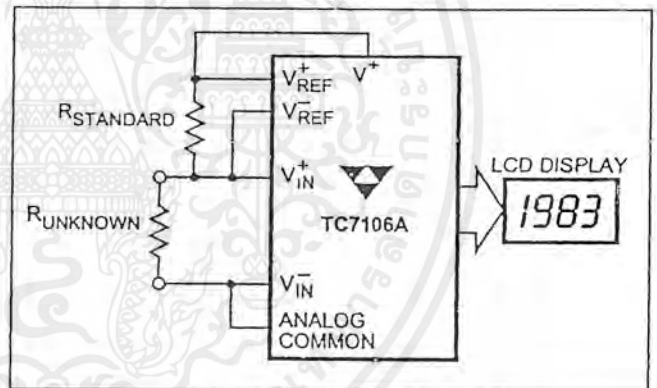 V⁺REF
V⁺
RSTANDARD
V⁻REF
V⁺IN
LCD DISPLAY
1983
RUNKNOWN
TC7106A
V⁻IN
ANALOG
COMMON